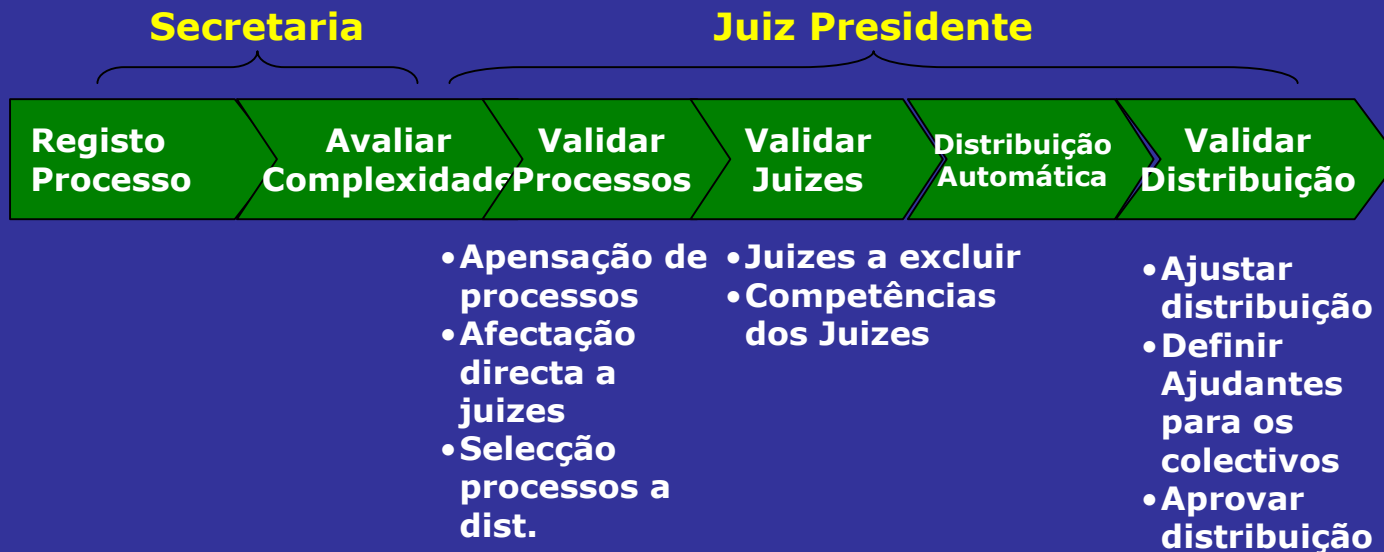 Secretaria
Juiz Presidente
Registo
Processo
Avaliar
Complexidade
Validar
Processos
Validar
Juizes
Distribuição
Automática
Validar
Distribuição
•Apensação de
processos
•Afectação
directa a
juizes
•Selecção
processos a
dist.
•Juizes a excluir
•Competências
dos Juizes
•Ajustar
distribuição
•Definir
Ajudantes
para os
colectivos
•Aprovar
distribuição